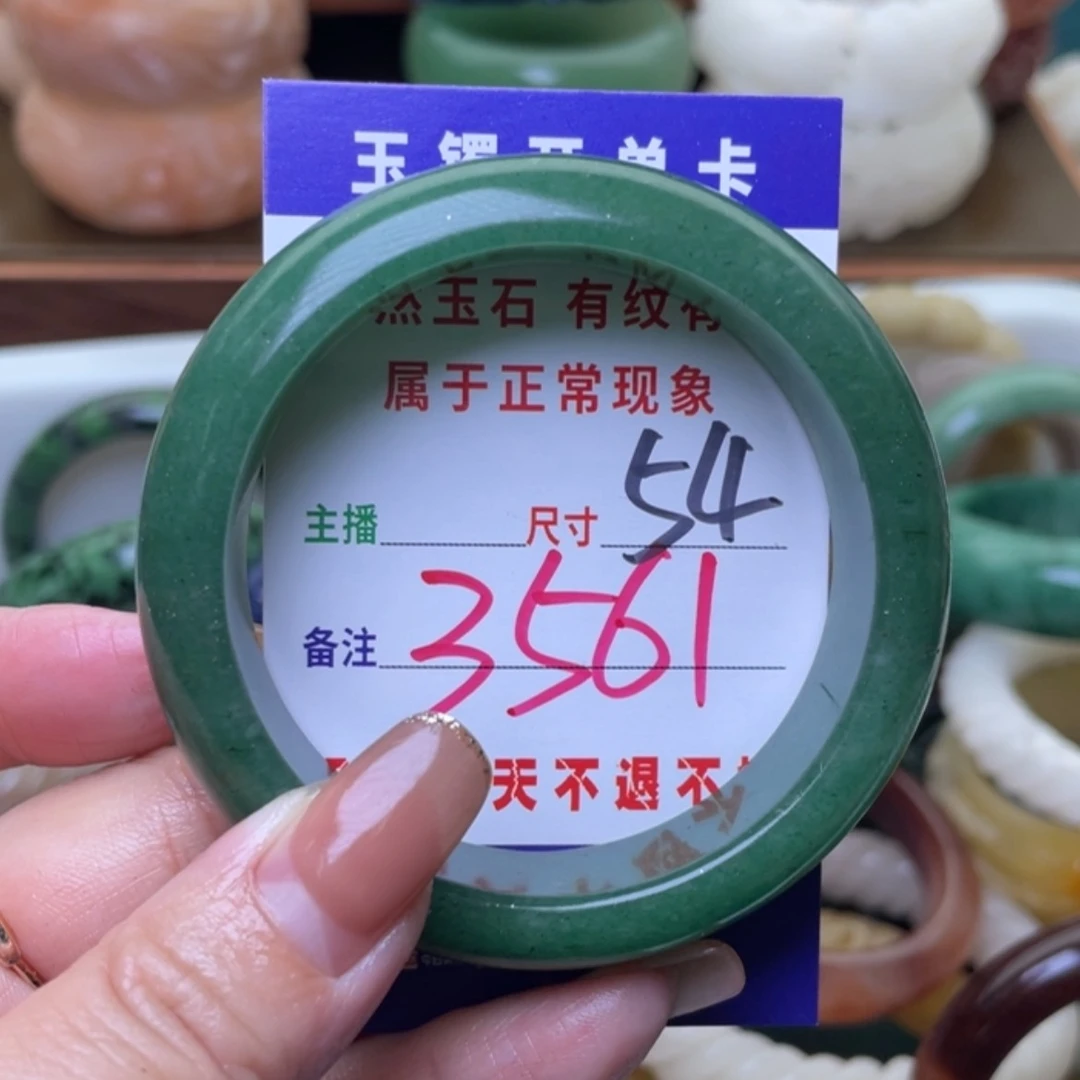 玉镯开单卡
然玉石 有纹有
属于正常现象
主播 尺寸 54
备注 3561
天不退不